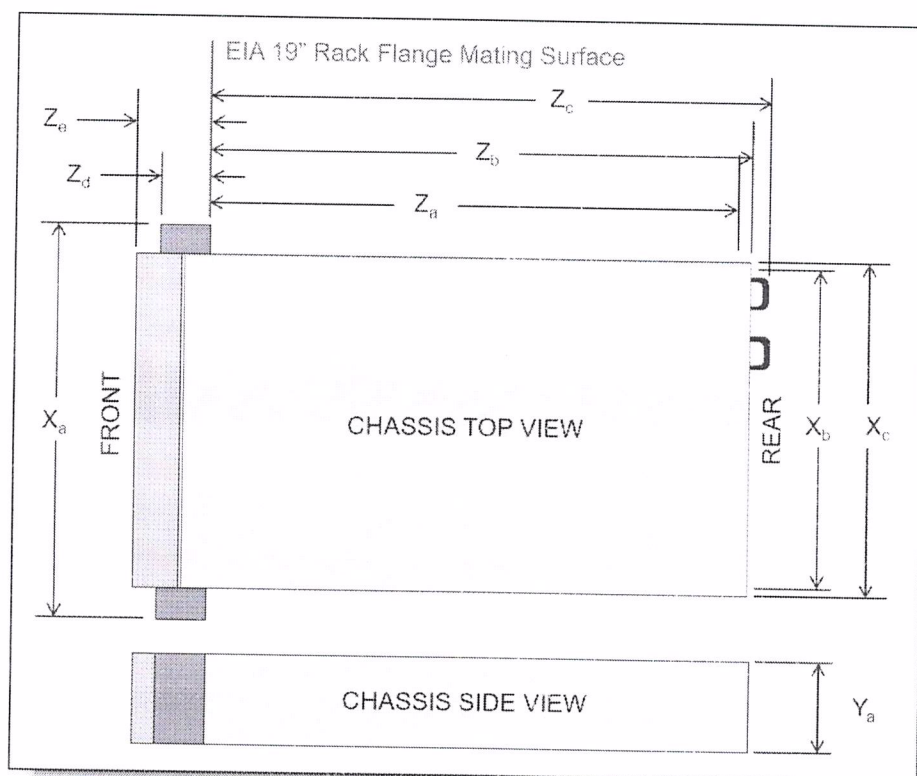 EIA 19" Rack Flange Mating Surface
Zc
Ze
Zb
Zd
Za
FRONT
Xa
CHASSIS TOP VIEW
REAR
Xb
Xc
CHASSIS SIDE VIEW
Ya